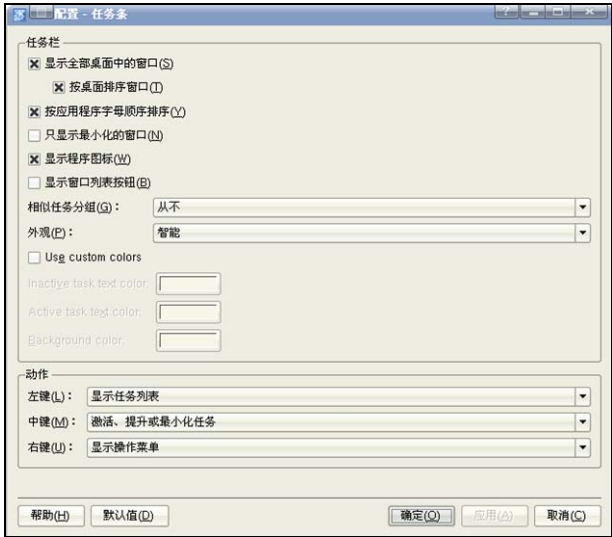 配置 - 任务条
任务栏
显示全部桌面中的窗口(S)
按桌面排序窗口(T)
按应用程序字母顺序排序(Y)
只显示最小化的窗口(N)
显示程序图标(W)
显示窗口列表按钮(B)
相似任务分组(G)： 从不
外观(P)： 智能
Use custom colors
Inactive task text color:
Active task text color:
Background color:
动作
左键(L)： 显示任务列表
中键(M)： 激活、提升或最小化任务
右键(U)： 显示操作菜单
帮助(H) 默认值(D) 确定(O) 应用(A) 取消(C)